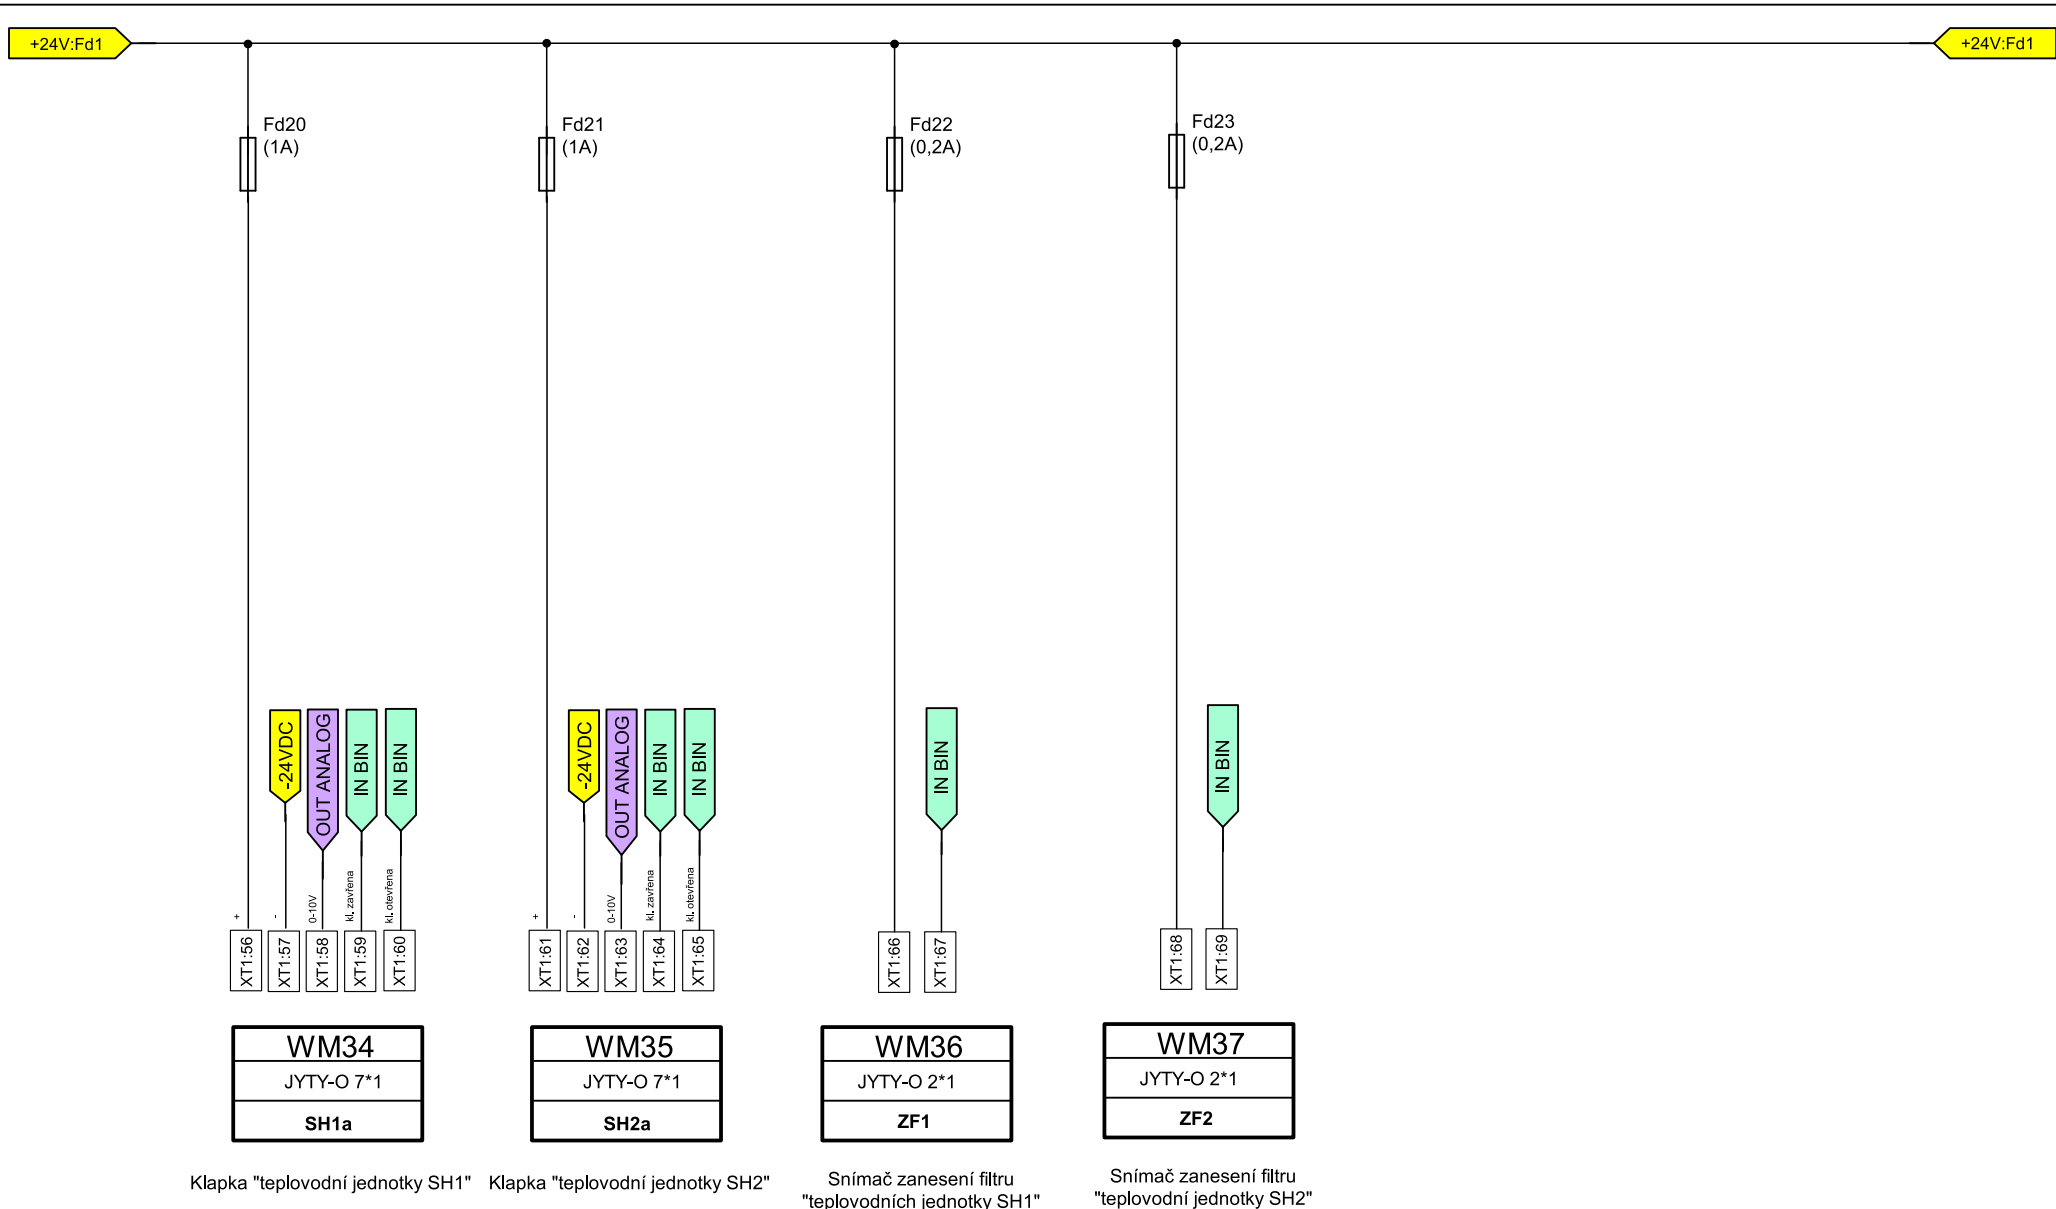 +24V:Fd1
+24V:Fd1
Fd20
(1A)
Fd21
(1A)
Fd22
(0,2A)
Fd23
(0,2A)
-24VDC
OUT ANALOG
IN BIN
IN BIN
-24VDC
OUT ANALOG
IN BIN
IN BIN
IN BIN
IN BIN
+
-
0-10V
kl. zavřena
kl. otevřena
+
-
0-10V
kl. zavřena
kl. otevřena
XT1:56
XT1:57
XT1:58
XT1:59
XT1:60
XT1:61
XT1:62
XT1:63
XT1:64
XT1:65
XT1:66
XT1:67
XT1:68
XT1:69
WM34
JYTY-O 7*1
SH1a
Klapka "teplovodní jednotky SH1"
WM35
JYTY-O 7*1
SH2a
Klapka "teplovodní jednotky SH2"
WM36
JYTY-O 2*1
ZF1
Snímač zanesení filtru
"teplovodních jednotky SH1"
WM37
JYTY-O 2*1
ZF2
Snímač zanesení filtru
"teplovodní jednotky SH2"